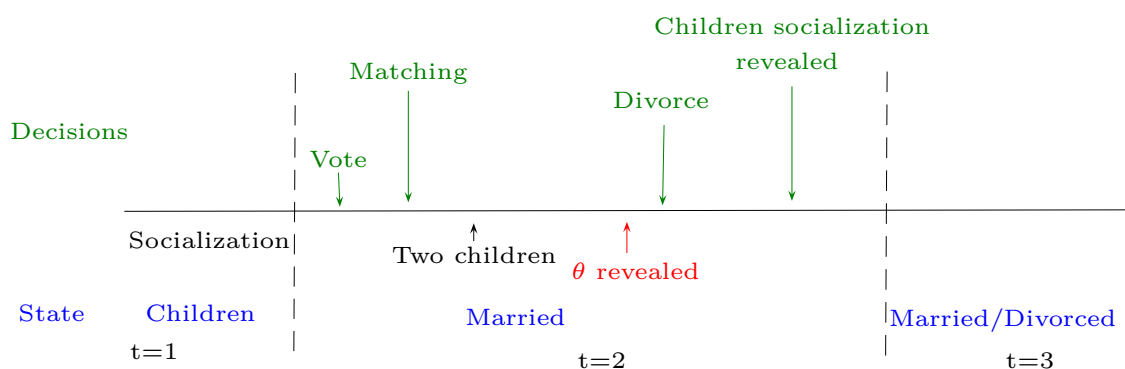 Children socialization
revealed
Matching
Divorce
Decisions
Vote
Socialization
Two children
θ revealed
State
Children
Married
Married/Divorced
t=1
t=2
t=3